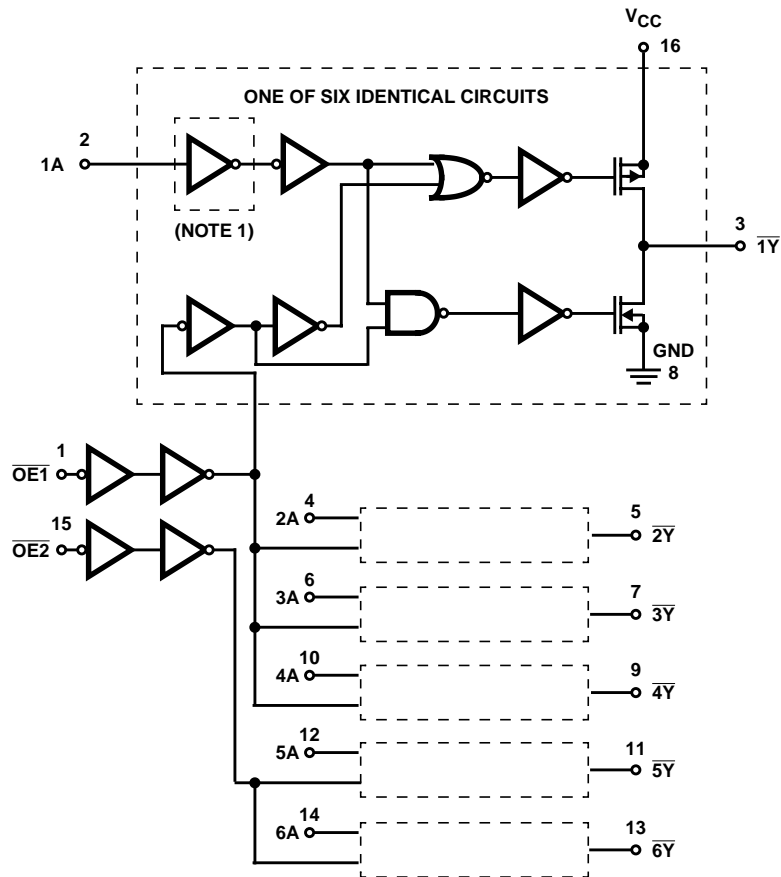 VCC
16
ONE OF SIX IDENTICAL CIRCUITS
2
1A
(NOTE 1)
3
1Y
GND
8
1
OE1
15
OE2
4
2A
5
2Y
6
3A
7
3Y
10
4A
9
4Y
12
5A
11
5Y
14
6A
13
6Y